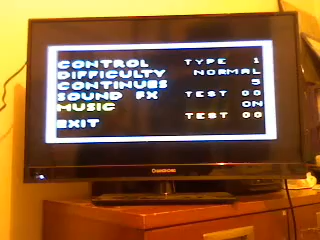 CONTROL TYPE 1
DIFFICULTY NORMAL
CONTINUES 5
SOUND FX TEST 00
MUSIC ON
TEST 00
EXIT